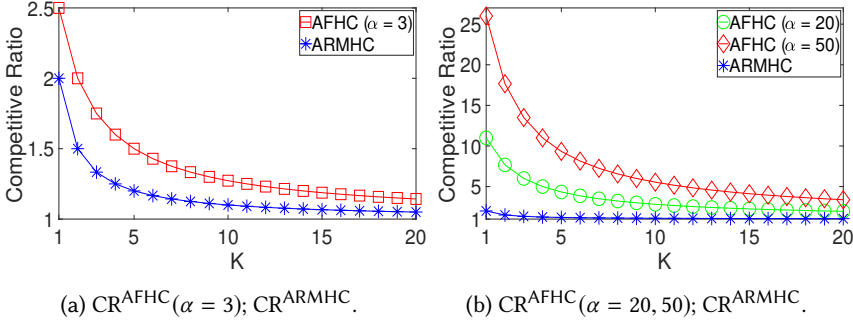 2.5
2
1.5
1
Competitive Ratio
AFHC (α = 3)
ARMHC
1 5 10 15 20
K
(a) CR^AFHC(α = 3); CR^ARMHC.
25
20
15
10
5
1
Competitive Ratio
AFHC (α = 20)
AFHC (α = 50)
ARMHC
1 5 10 15 20
K
(b) CR^AFHC(α = 20, 50); CR^ARMHC.